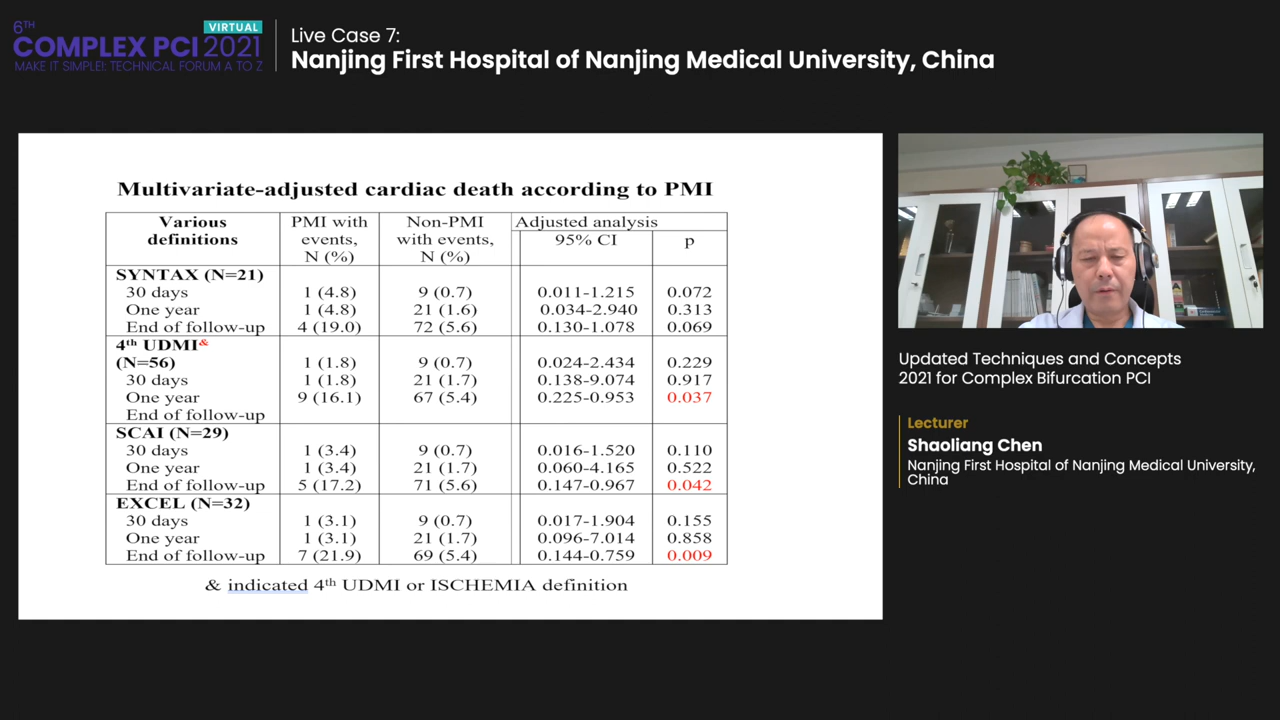 6TH
VIRTUAL
COMPLEX PCI 2021
MAKE IT SIMPLE!: TECHNICAL FORUM A TO Z
Live Case 7:
Nanjing First Hospital of Nanjing Medical University, China
Multivariate-adjusted cardiac death according to PMI
Various definitions PMI with events, N (%) Non-PMI with events, N (%) Adjusted analysis
95% CI p
SYNTAX (N=21)
30 days 1 (4.8) 9 (0.7) 0.011-1.215 0.072
One year 1 (4.8) 21 (1.6) 0.034-2.940 0.313
End of follow-up 4 (19.0) 72 (5.6) 0.130-1.078 0.069
4th UDMI&
(N=56) 1 (1.8) 9 (0.7) 0.024-2.434 0.229
30 days 1 (1.8) 21 (1.7) 0.138-9.074 0.917
One year 9 (16.1) 67 (5.4) 0.225-0.953 0.037
End of follow-up
SCAI (N=29)
30 days 1 (3.4) 9 (0.7) 0.016-1.520 0.110
One year 1 (3.4) 21 (1.7) 0.060-4.165 0.522
End of follow-up 5 (17.2) 71 (5.6) 0.147-0.967 0.042
EXCEL (N=32)
30 days 1 (3.1) 9 (0.7) 0.017-1.904 0.155
One year 1 (3.1) 21 (1.7) 0.096-7.014 0.858
End of follow-up 7 (21.9) 69 (5.4) 0.144-0.759 0.009
& indicated 4th UDMI or ISCHEMIA definition
Updated Techniques and Concepts
2021 for Complex Bifurcation PCI
Lecturer
Shaoliang Chen
Nanjing First Hospital of Nanjing Medical University,
China